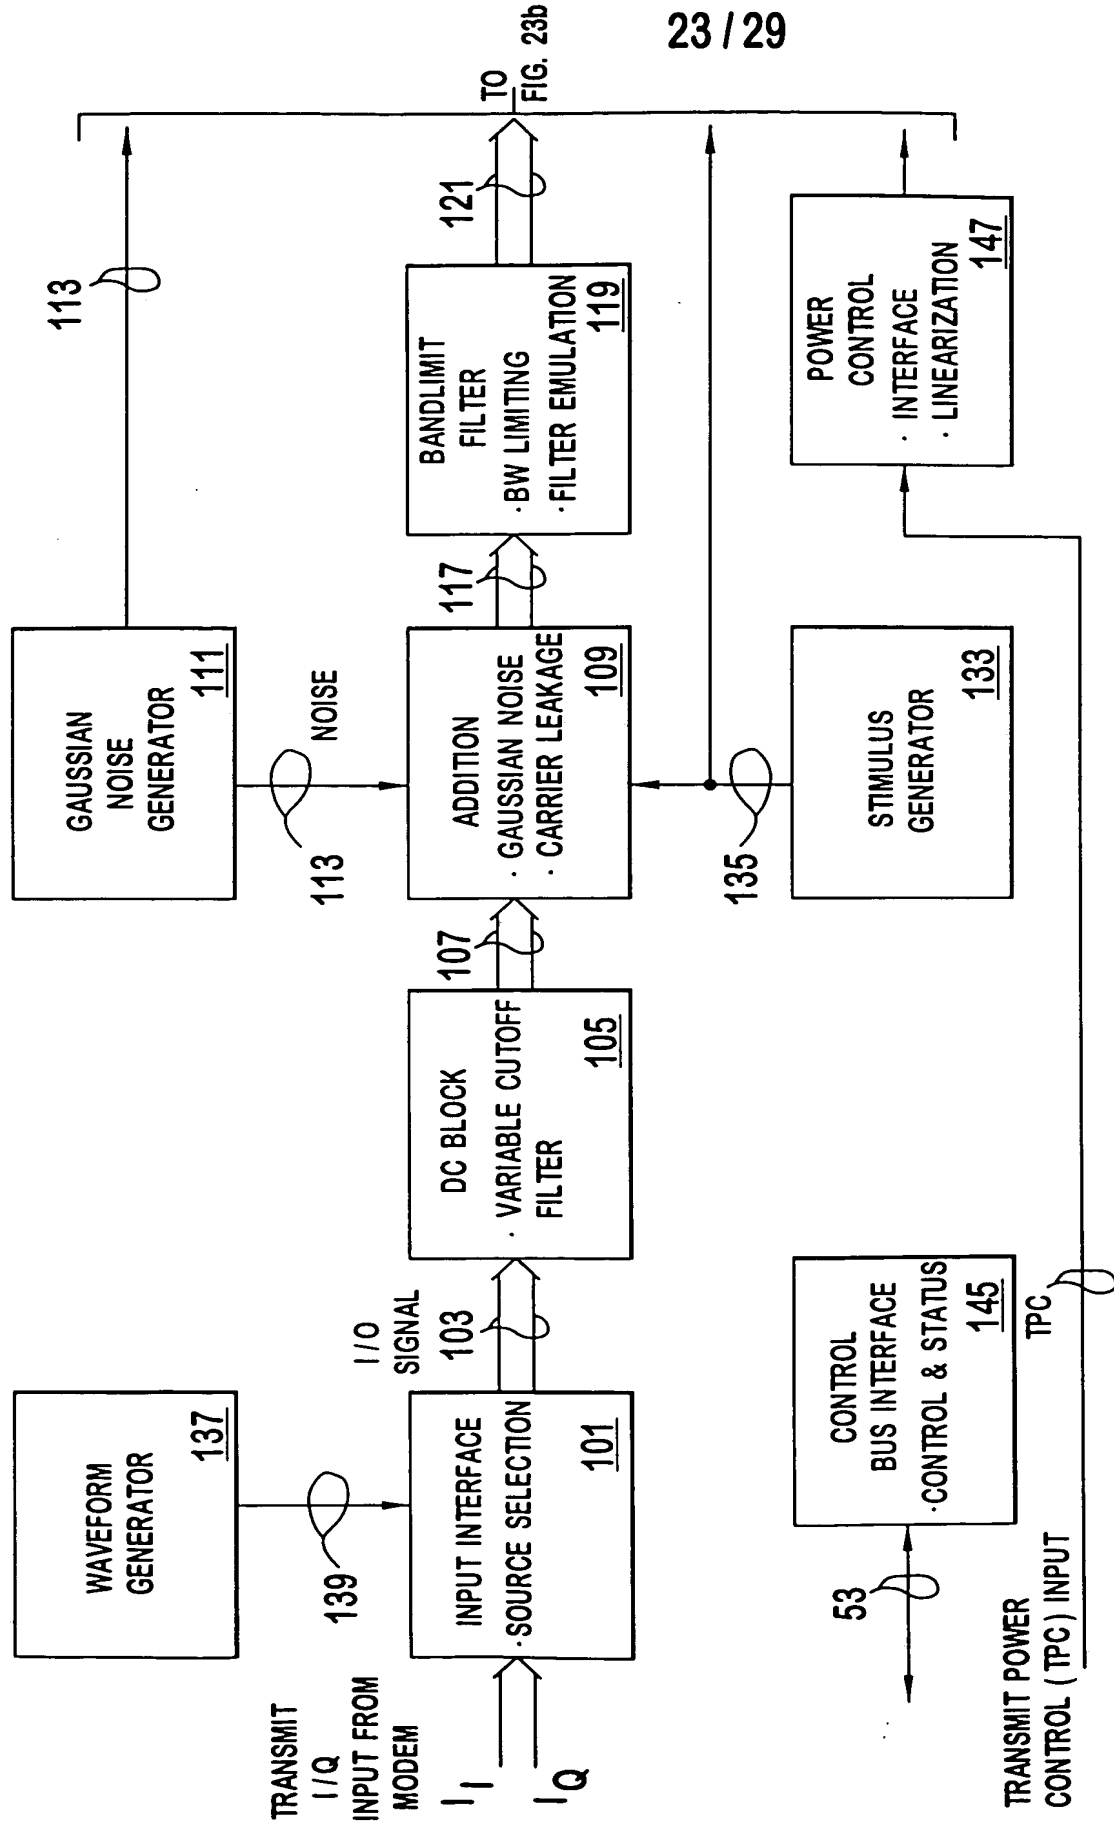 23 / 29
TO
FIG. 23b
113
GAUSSIAN
NOISE
GENERATOR
111
NOISE
113
WAVEFORM
GENERATOR
137
139
TRANSMIT
I/Q
INPUT FROM
MODEM
I I
I Q
INPUT INTERFACE
· SOURCE SELECTION
101
I/O
SIGNAL
103
DC BLOCK
· VARIABLE CUTOFF
FILTER
105
107
ADDITION
· GAUSSIAN NOISE
· CARRIER LEAKAGE
109
117
BANDLIMIT
FILTER
· BW LIMITING
· FILTER EMULATION
119
121
135
STIMULUS
GENERATOR
133
POWER
CONTROL
· INTERFACE
· LINEARIZATION
147
CONTROL
BUS INTERFACE
· CONTROL & STATUS
145
53
TPC
TRANSMIT POWER
CONTROL (TPC) INPUT